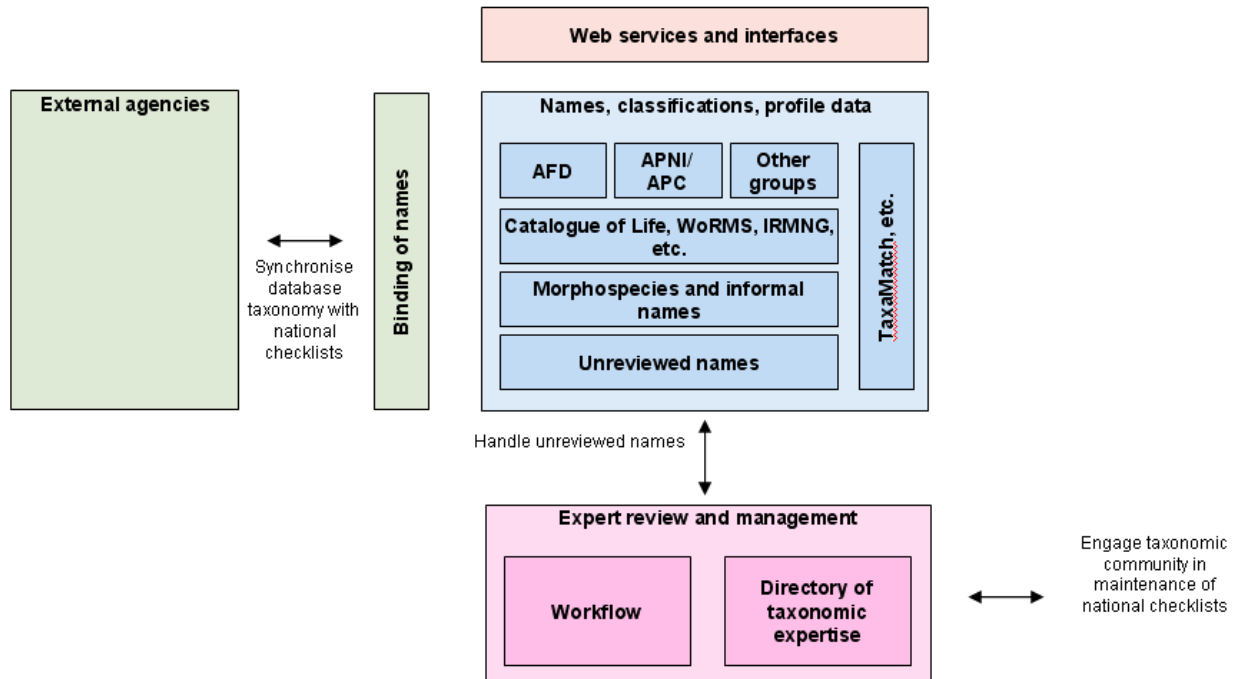 Web services and interfaces
External agencies
Binding of names
Names, classifications, profile data
AFD
APNI/
APC
Other
groups
TaxaMatch, etc.
Catalogue of Life, WoRMS, IRMNG,
etc.
Morphospecies and informal
names
Unreviewed names
Synchronise
database
taxonomy with
national
checklists
Handle unreviewed names
Expert review and management
Workflow
Directory of
taxonomic
expertise
Engage taxonomic
community in
maintenance of
national checklists